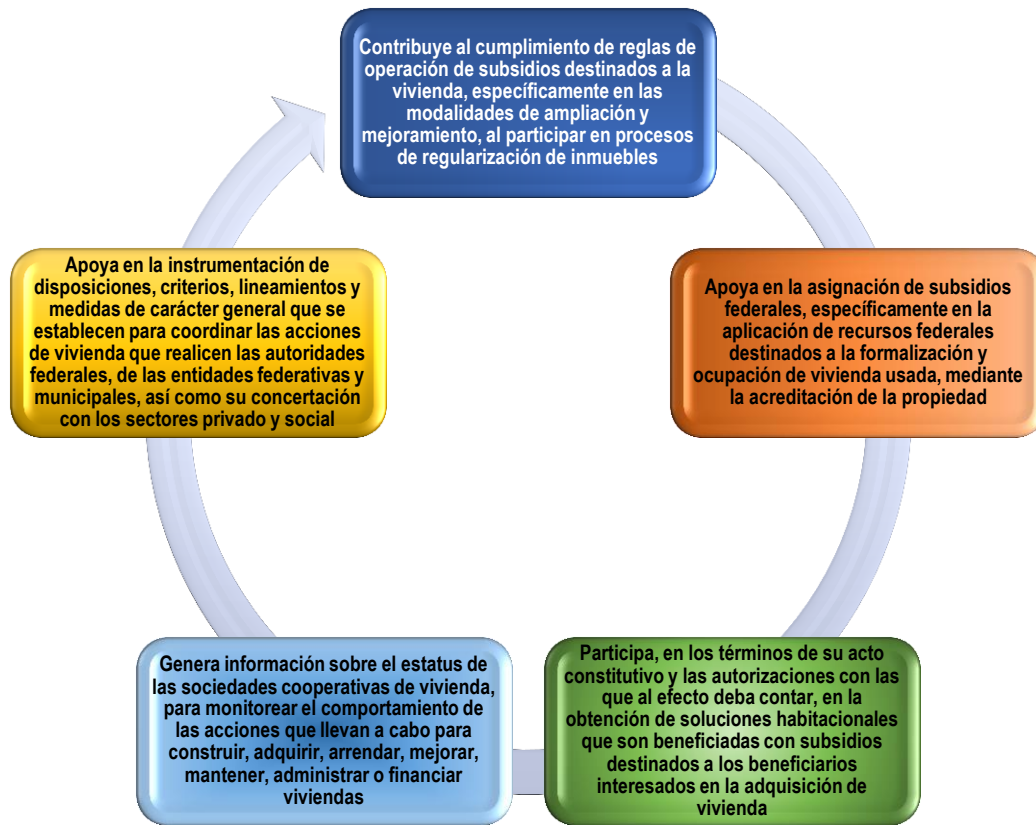 Contribuye al cumplimiento de reglas de
operación de subsidios destinados a la
vivienda, específicamente en las
modalidades de ampliación y
mejoramiento, al participar en procesos
de regularización de inmuebles
Apoya en la asignación de subsidios
federales, específicamente en la
aplicación de recursos federales
destinados a la formalización y
ocupación de vivienda usada, mediante
la acreditación de la propiedad
Participa, en los términos de su acto
constitutivo y las autorizaciones con las
que al efecto deba contar, en la
obtención de soluciones habitacionales
que son beneficiadas con subsidios
destinados a los beneficiarios
interesados en la adquisición de
vivienda
Genera información sobre el estatus de
las sociedades cooperativas de vivienda,
para monitorear el comportamiento de
las acciones que llevan a cabo para
construir, adquirir, arrendar, mejorar,
mantener, administrar o financiar
viviendas
Apoya en la instrumentación de
disposiciones, criterios, lineamientos y
medidas de carácter general que se
establecen para coordinar las acciones
de vivienda que realicen las autoridades
federales, de las entidades federativas y
municipales, así como su concertación
con los sectores privado y social